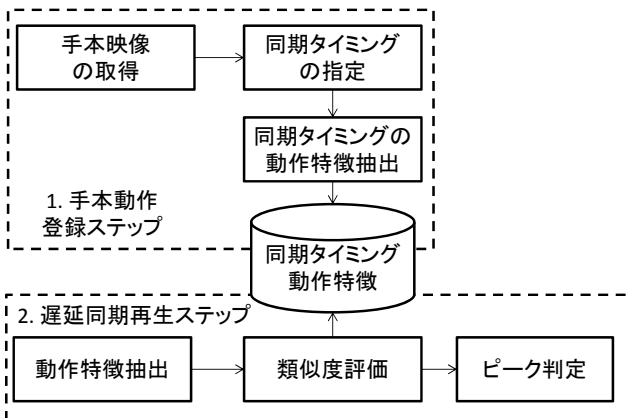 手本映像
の取得
同期タイミング
の指定
同期タイミングの
動作特徴抽出
1. 手本動作
登録ステップ
同期タイミング
動作特徴
2. 遅延同期再生ステップ
動作特徴抽出
類似度評価
ピーク判定